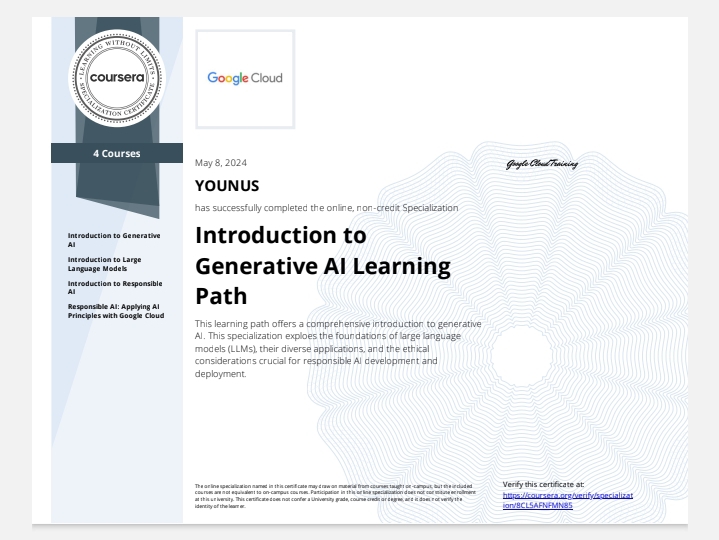 LEARNING WITHOUT LIMITS
coursera
SPECIALIZATION CERTIFICATE
4 Courses
Introduction to Generative
AI
Introduction to Large
Language Models
Introduction to Responsible
AI
Responsible AI: Applying AI
Principles with Google Cloud
Google Cloud
May 8, 2024
YOUNUS
has successfully completed the online, non-credit Specialization
Introduction to
Generative AI Learning
Path
This learning path offers a comprehensive introduction to generative
AI. This specialization exploes the foundations of large language
models (LLMs), their diverse applications, and the ethical
considerations crucial for responsible AI development and
deployment.
Google Cloud Training
The online specialization named in this certificate may draw on material from courses taught on-campus, but the included
courses are not equivalent to on-campus courses. Participation in this online specialization does not constitute enrollment
at this university. This certificate does not confer a University grade, course credit or degree, and it does not verify the
identity of the learner.
Verify this certificate at:
https://coursera.org/verify/specializat
ion/8CL5AFNFMN85